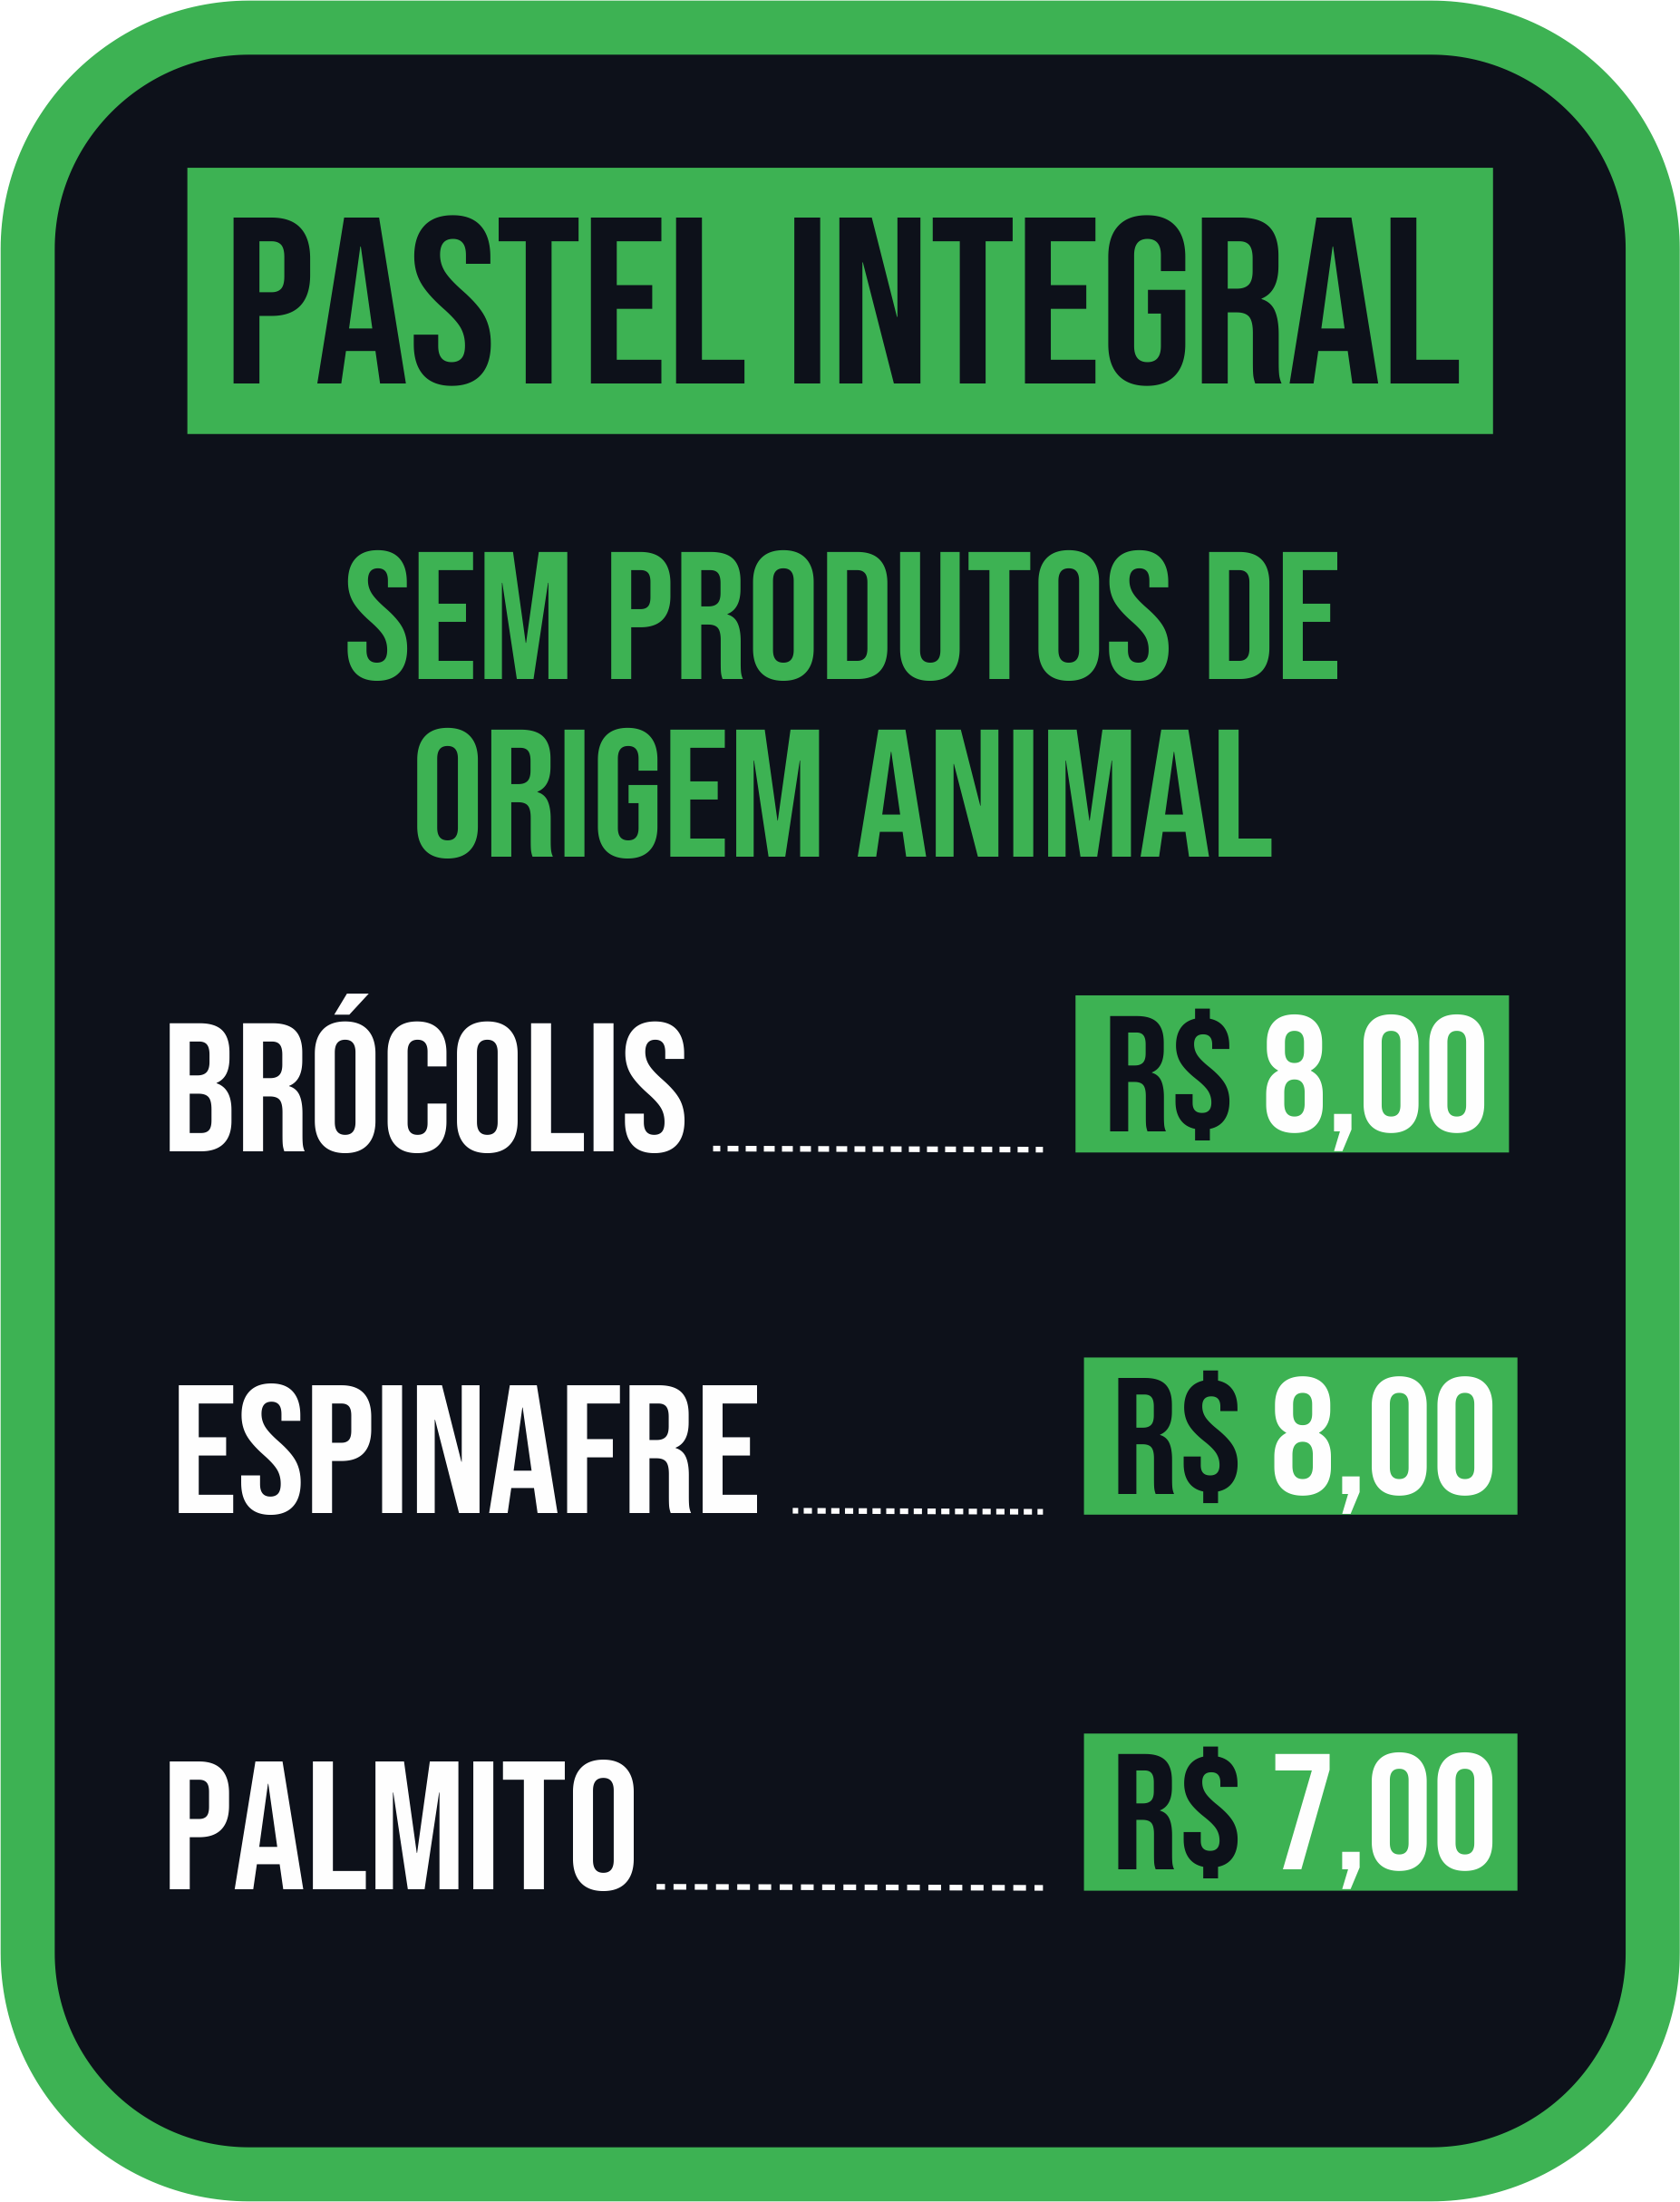 PASTEL INTEGRAL
SEM PRODUTOS DE
ORIGEM ANIMAL
BRÓCOLIS R$ 8,00
ESPINAFRE R$ 8,00
PALMITO R$ 7,00